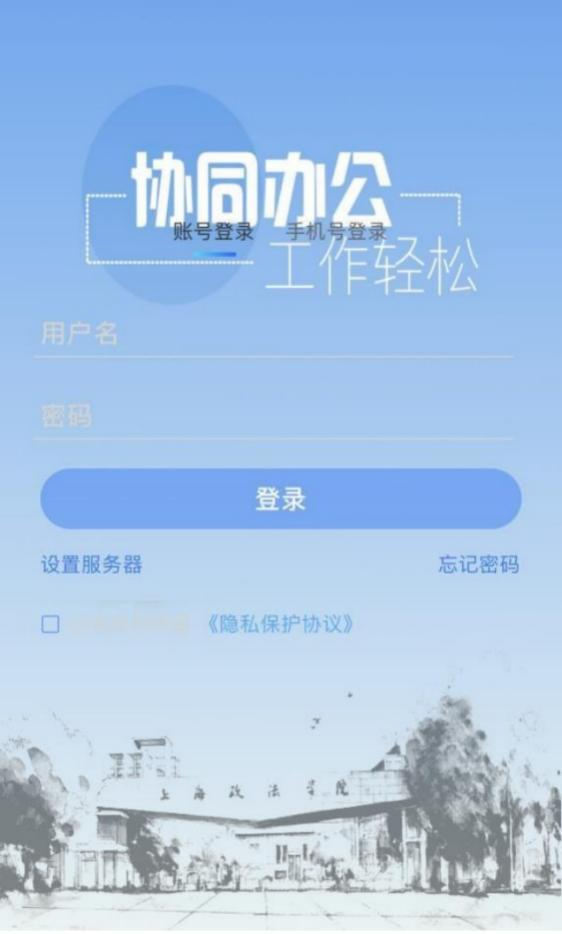 协同办公
账号登录 手机号登录
工作轻松
用户名
密码
登录
设置服务器 忘记密码
《隐私保护协议》
上海政法学院